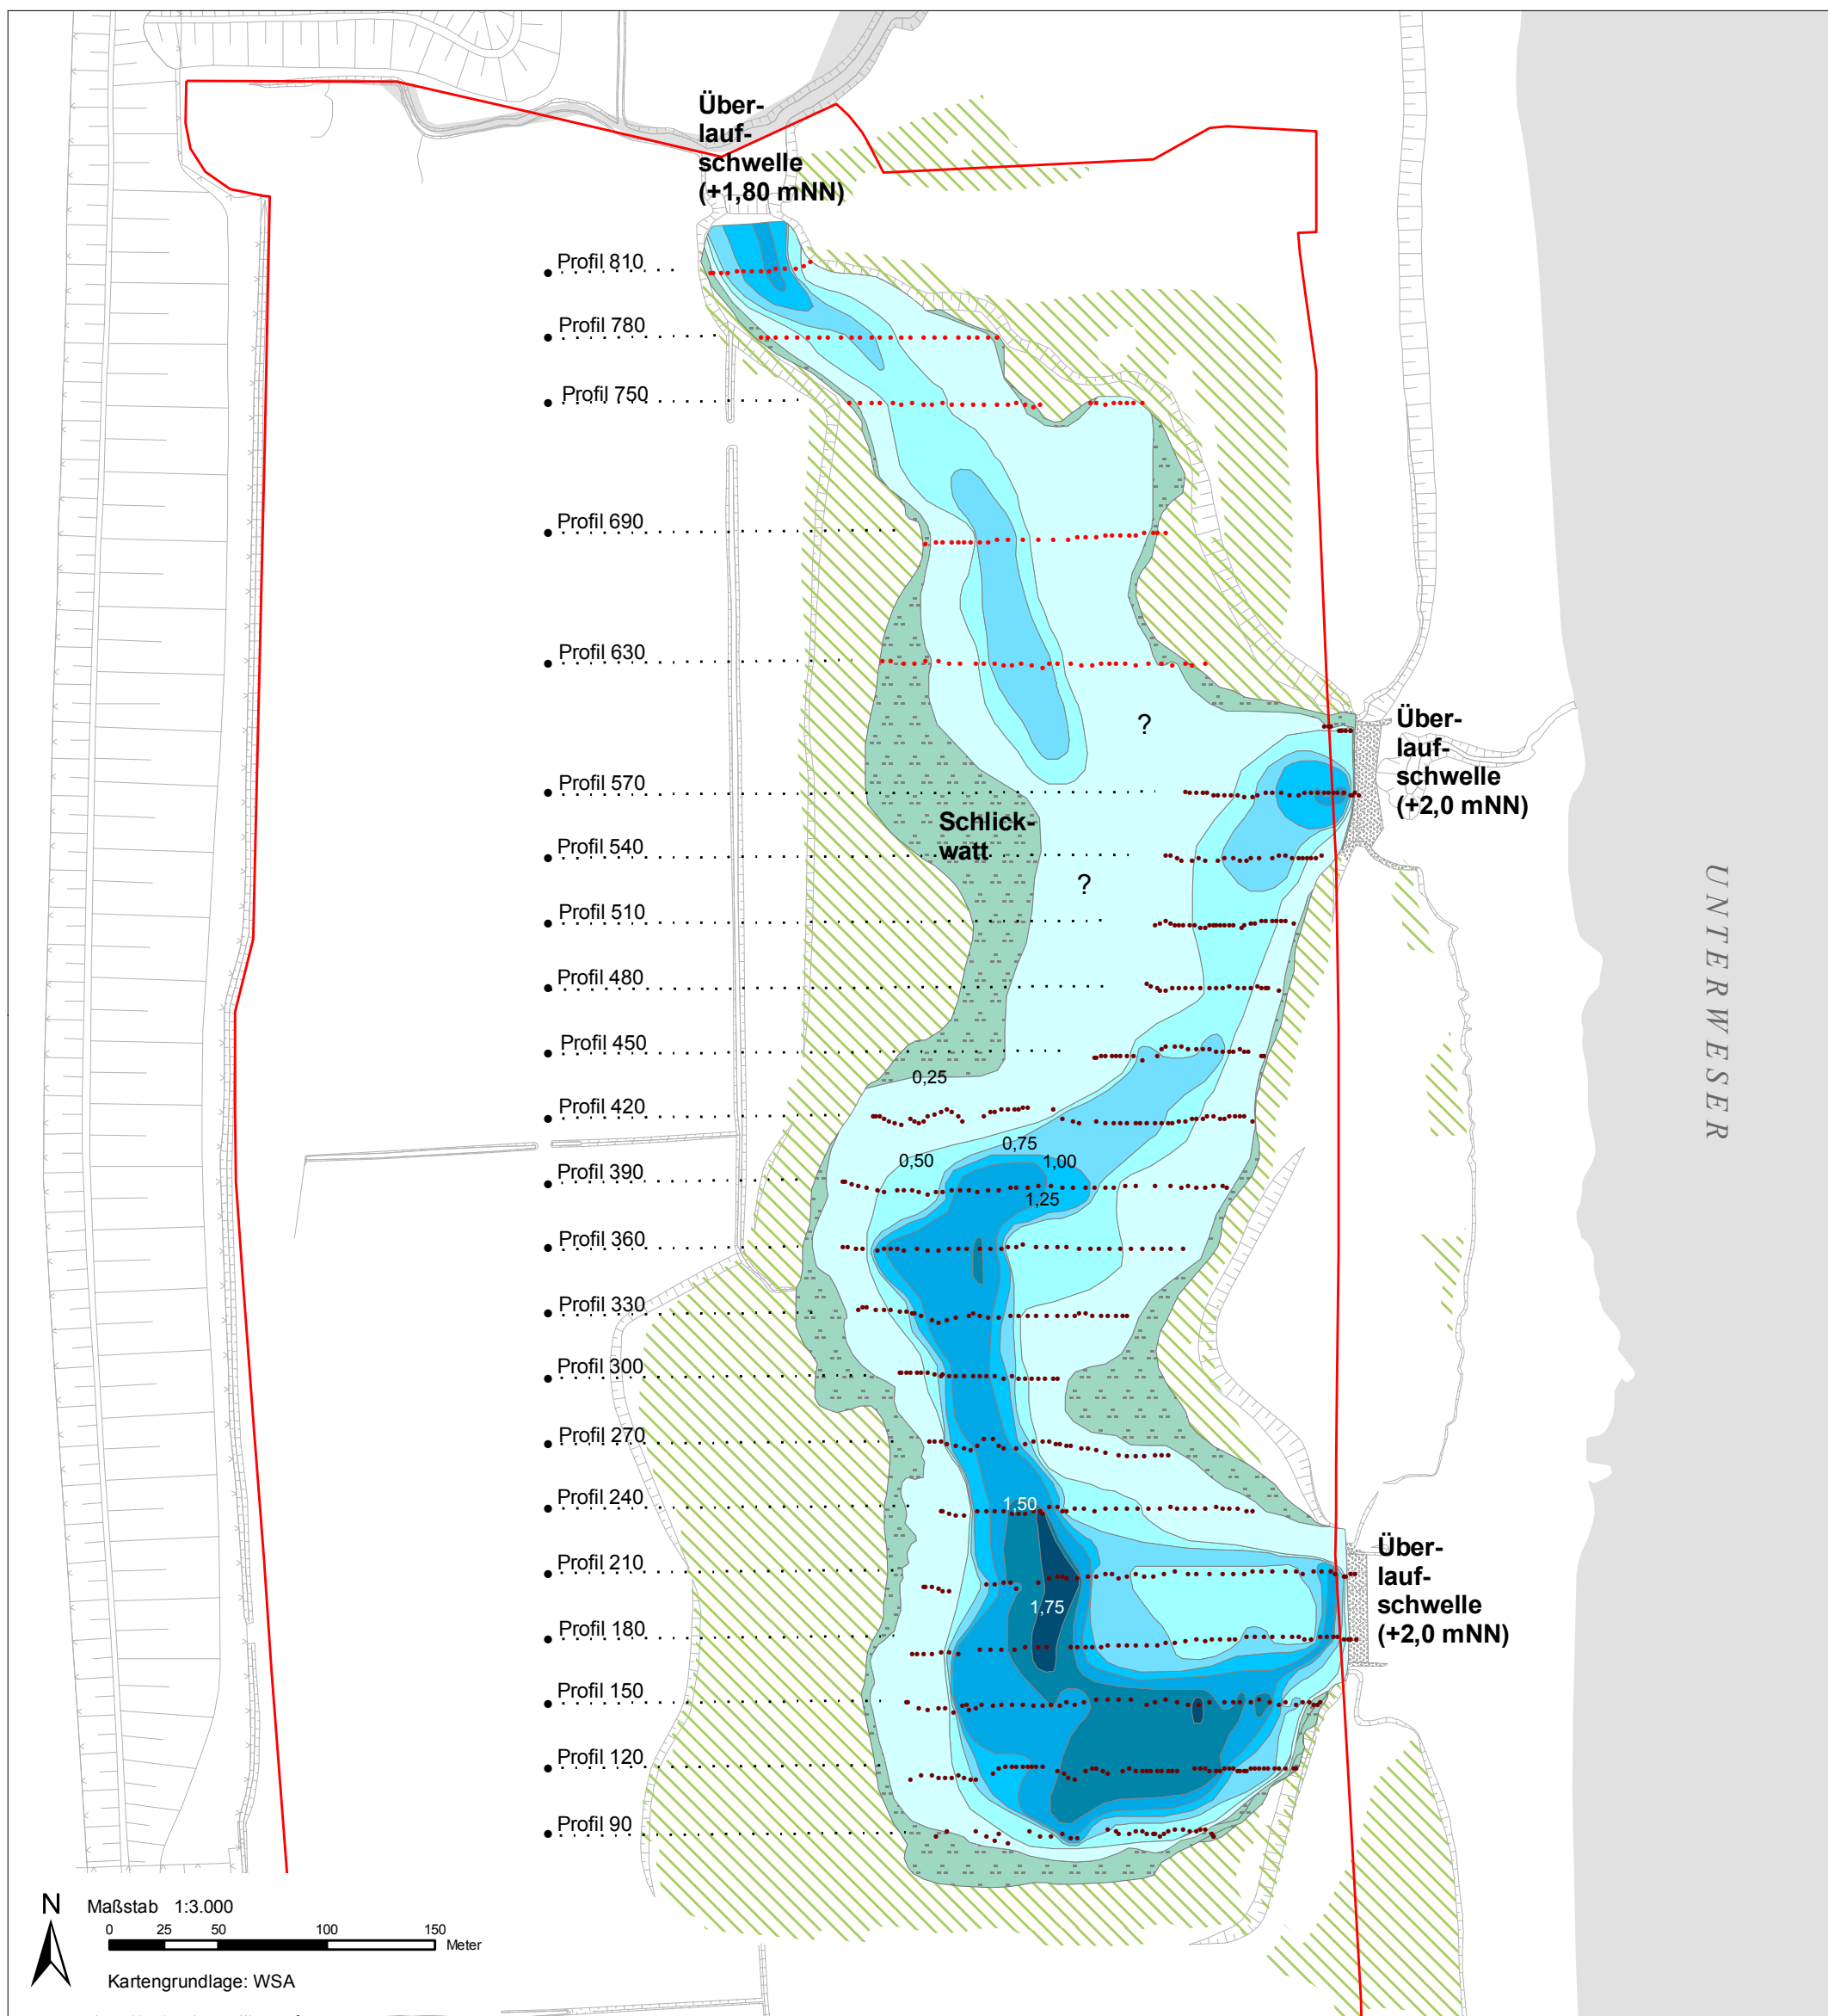 Über-
lauf-
schwelle
(+1,80 mNN)
Profil 810
Profil 780
Profil 750
Profil 690
Profil 630
?
Über-
lauf-
schwelle
(+2,0 mNN)
Profil 570
Schlick-
watt
Profil 540
?
UNTERWESER
Profil 510
Profil 480
Profil 450
0,25
Profil 420
0,75
0,50
1,00
Profil 390
1,25
Profil 360
Profil 330
Profil 300
Profil 270
Profil 240
1,50
Über-
lauf-
schwelle
(+2,0 mNN)
Profil 210
1,75
Profil 180
Profil 150
Profil 120
Profil 90
N
Maßstab 1:3.000
0 25 50 100 150
Meter
Kartengrundlage: WSA